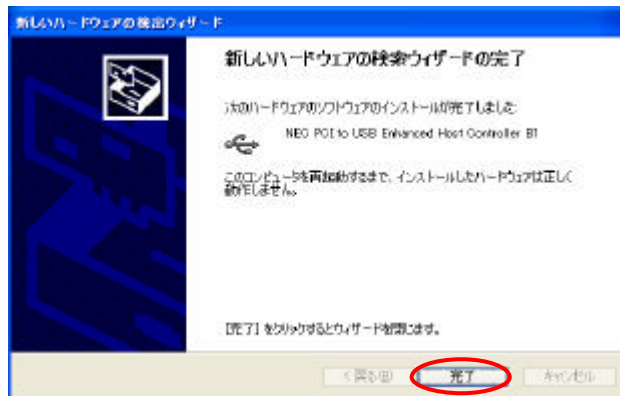 新しいハードウェアの検出ウィザード
新しいハードウェアの検索ウィザードの完了
次のハードウェアのソフトウェアのインストールが完了しました:
NEC PCI to USB Enhanced Host Controller B1
このコンピュータを再起動するまで、インストールしたハードウェアは正しく
動作しません。
[完了] をクリックするとウィザードを閉じます。
< 戻る(B) 完了 キャンセル